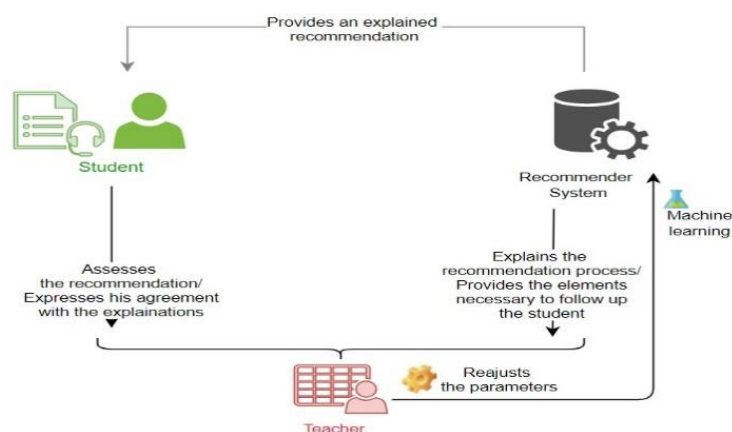 Provides an explained
recommendation
Student
Recommender
System
Machine
learning
Assesses
the recommendation/
Expresses his agreement
with the explainations
Explains the
recommendation process/
Provides the elements
necessary to follow up
the student
Reajusts
the parameters
Teacher